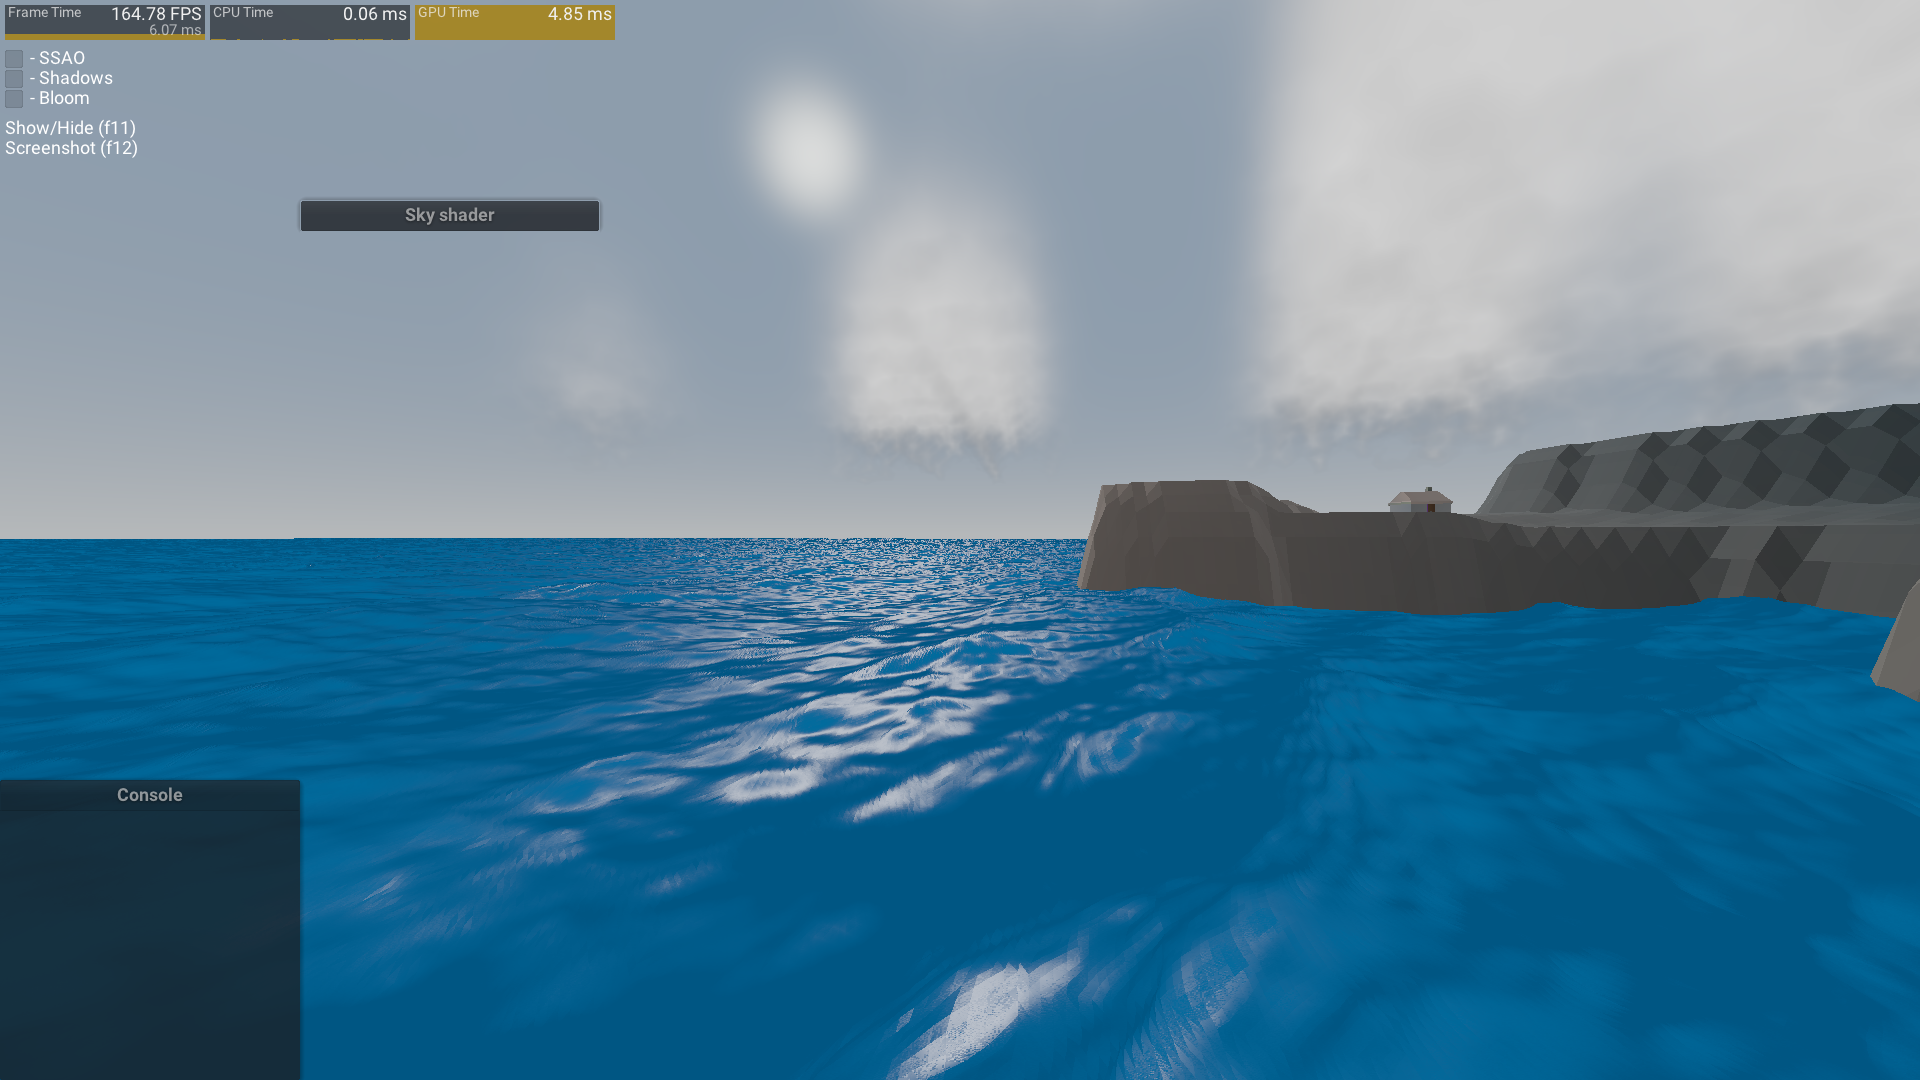 Frame Time 164.78 FPS
6.07 ms
CPU Time 0.06 ms
GPU Time 4.85 ms
- SSAO
- Shadows
- Bloom
Show/Hide (f11)
Screenshot (f12)
Sky shader
Console